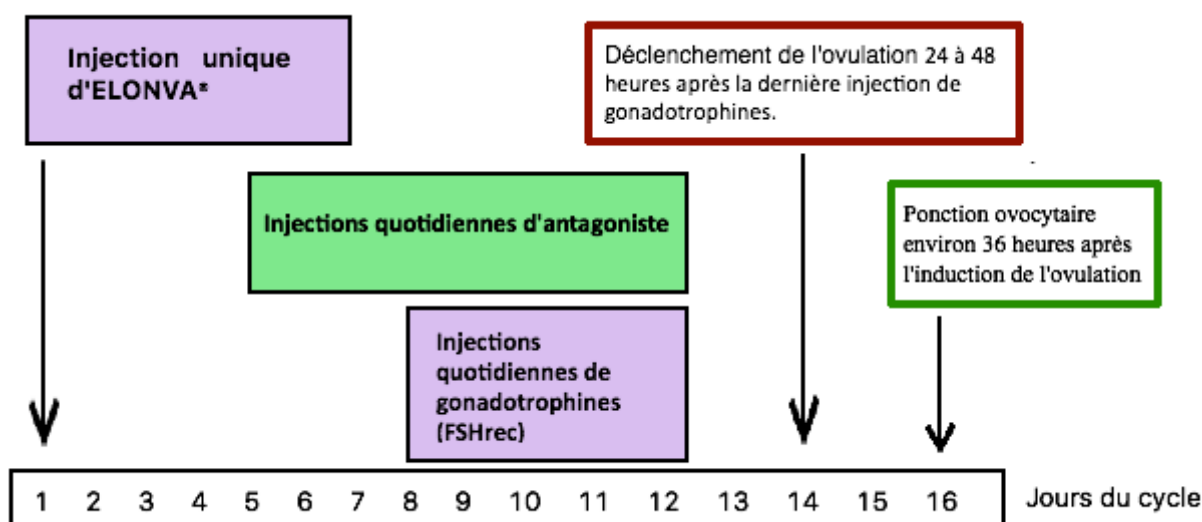 Injection unique
d'ELONVA*
Déclenchement de l'ovulation 24 à 48
heures après la dernière injection de
gonadotrophines.
Injections quotidiennes d'antagoniste
Ponction ovocytaire
environ 36 heures après
l'induction de l'ovulation
Injections
quotidiennes de
gonadotrophines
(FSHrec)
1 2 3 4 5 6 7 8 9 10 11 12 13 14 15 16 Jours du cycle